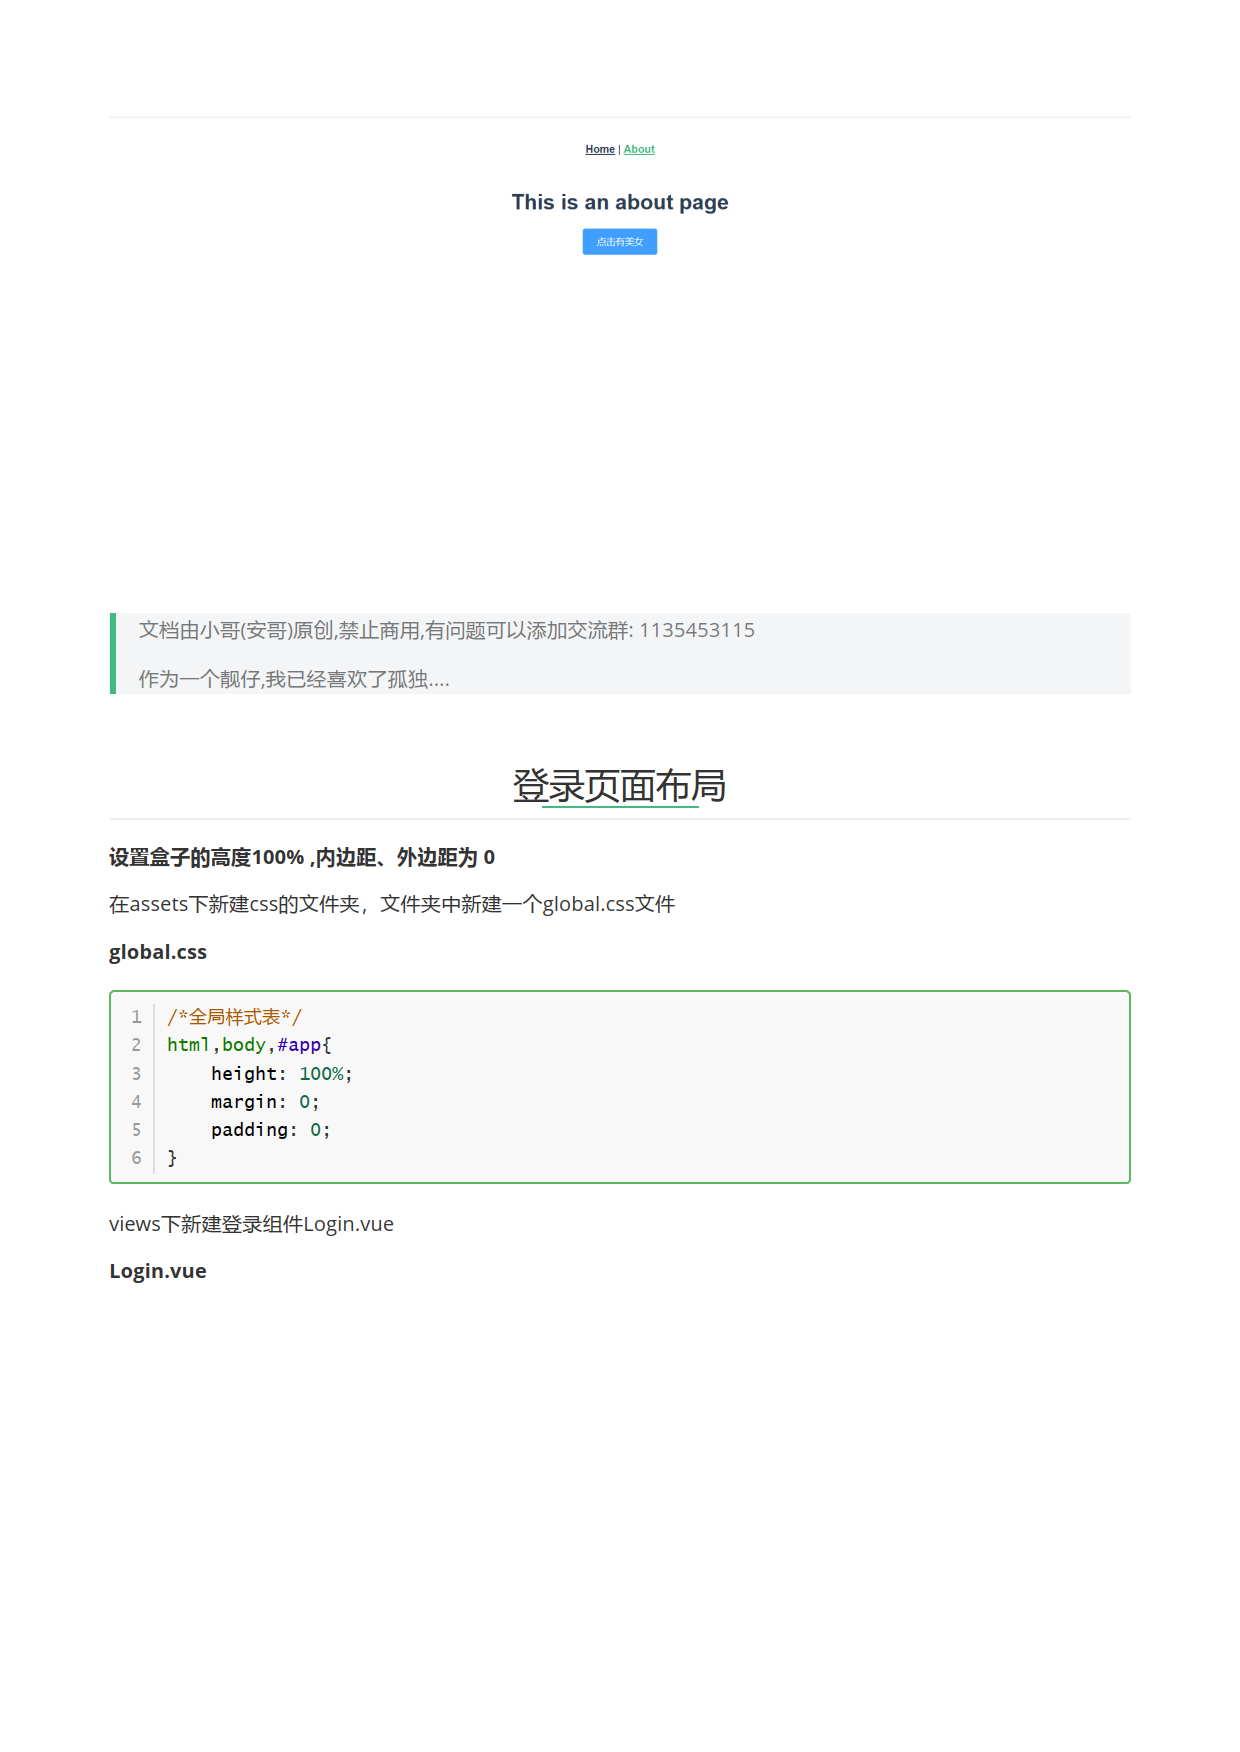 Home | About
This is an about page
点击有美女
文档由小哥(安哥)原创,禁止商用,有问题可以添加交流群: 1135453115
作为一个靓仔,我已经喜欢了孤独....
登录页面布局
设置盒子的高度100% ,内边距、外边距为 0
在assets下新建css的文件夹，文件夹中新建一个global.css文件
global.css
1 /*全局样式表*/
2 html,body,#app{
3     height: 100%;
4     margin: 0;
5     padding: 0;
6 }
views下新建登录组件Login.vue
Login.vue